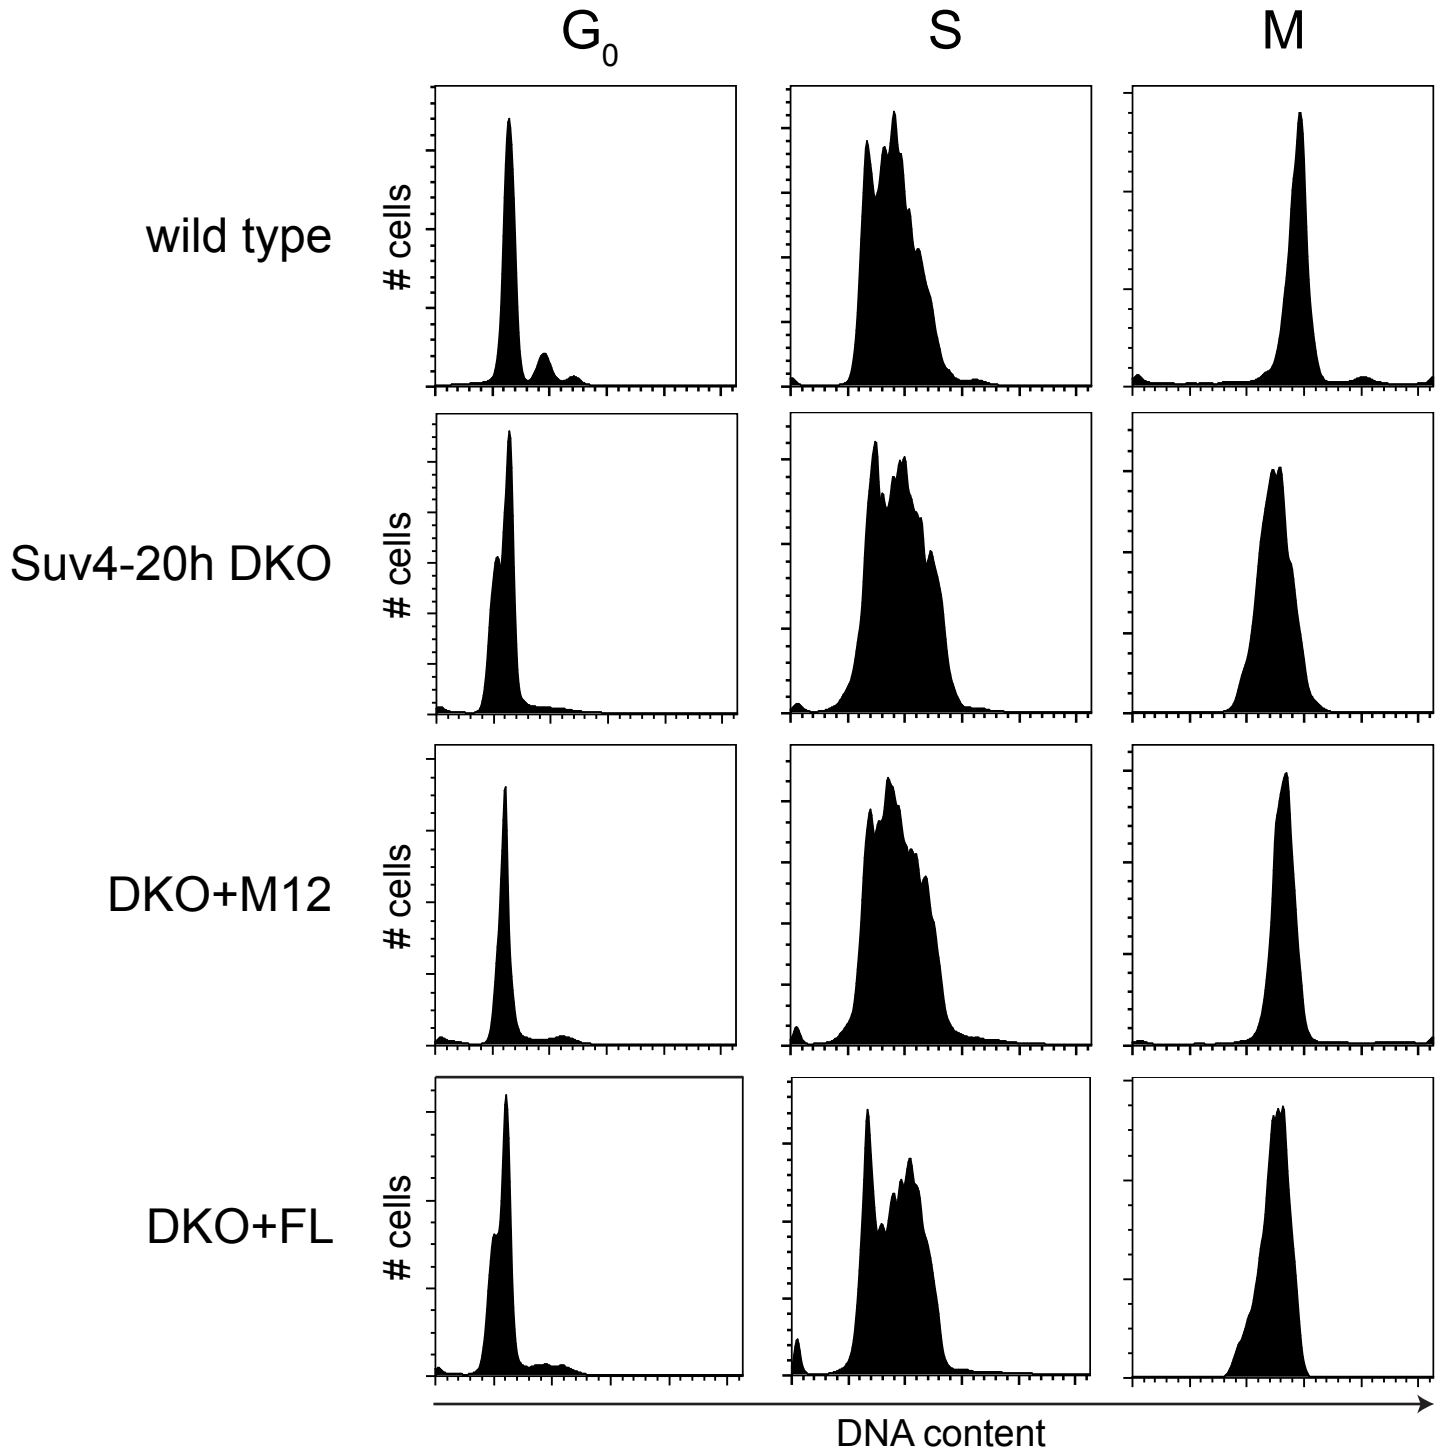 G₀ S M
wild type # cells
Suv4-20h DKO # cells
DKO+M12 # cells
DKO+FL # cells
DNA content